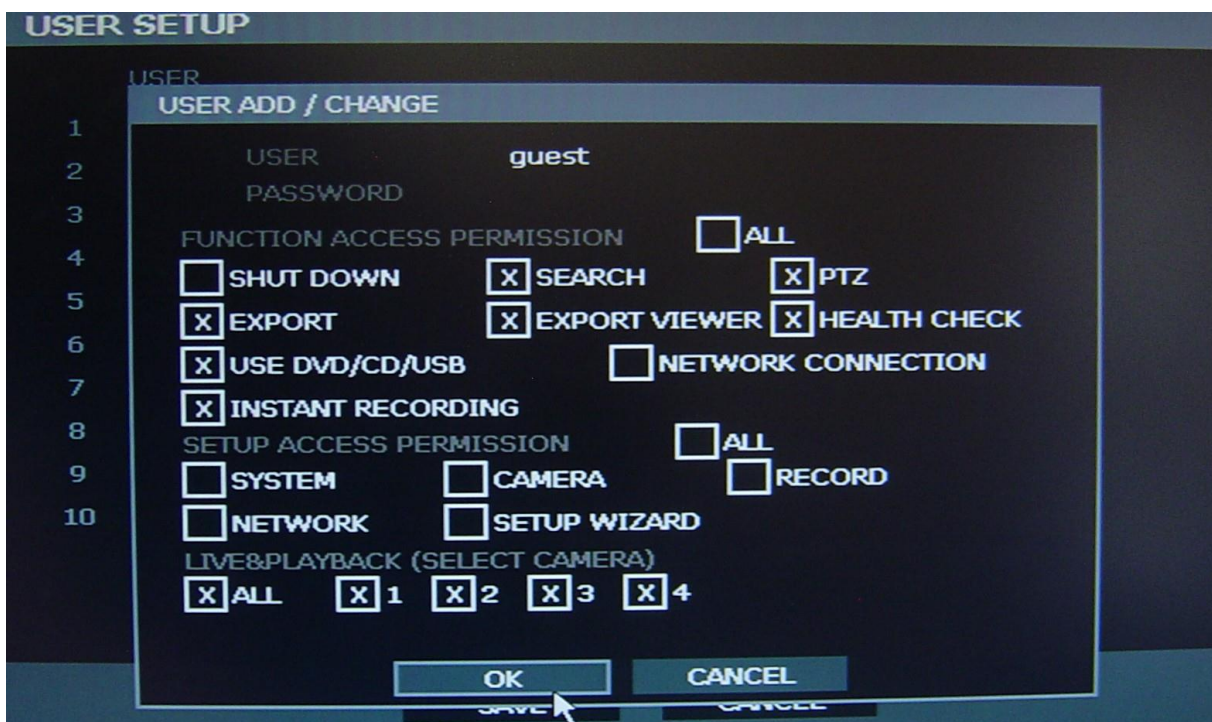 USER SETUP
USER
USER ADD / CHANGE
1
2
3
4
5
6
7
8
9
10
USER guest
PASSWORD
FUNCTION ACCESS PERMISSION ALL
SHUT DOWN X SEARCH X PTZ
X EXPORT X EXPORT VIEWER X HEALTH CHECK
X USE DVD/CD/USB NETWORK CONNECTION
X INSTANT RECORDING
SETUP ACCESS PERMISSION ALL
SYSTEM CAMERA RECORD
NETWORK SETUP WIZARD
LIVE&PLAYBACK (SELECT CAMERA)
X ALL X 1 X 2 X 3 X 4
OK CANCEL
SAVE CANCEL